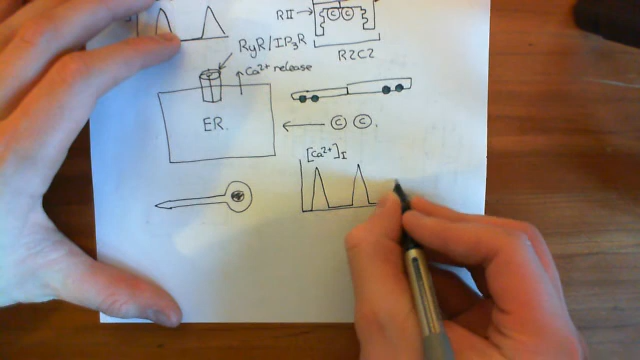 RII
C C
R2C2
RyR/IP₃R
Ca²⁺ release
ER.
C C.
[Ca²⁺]I